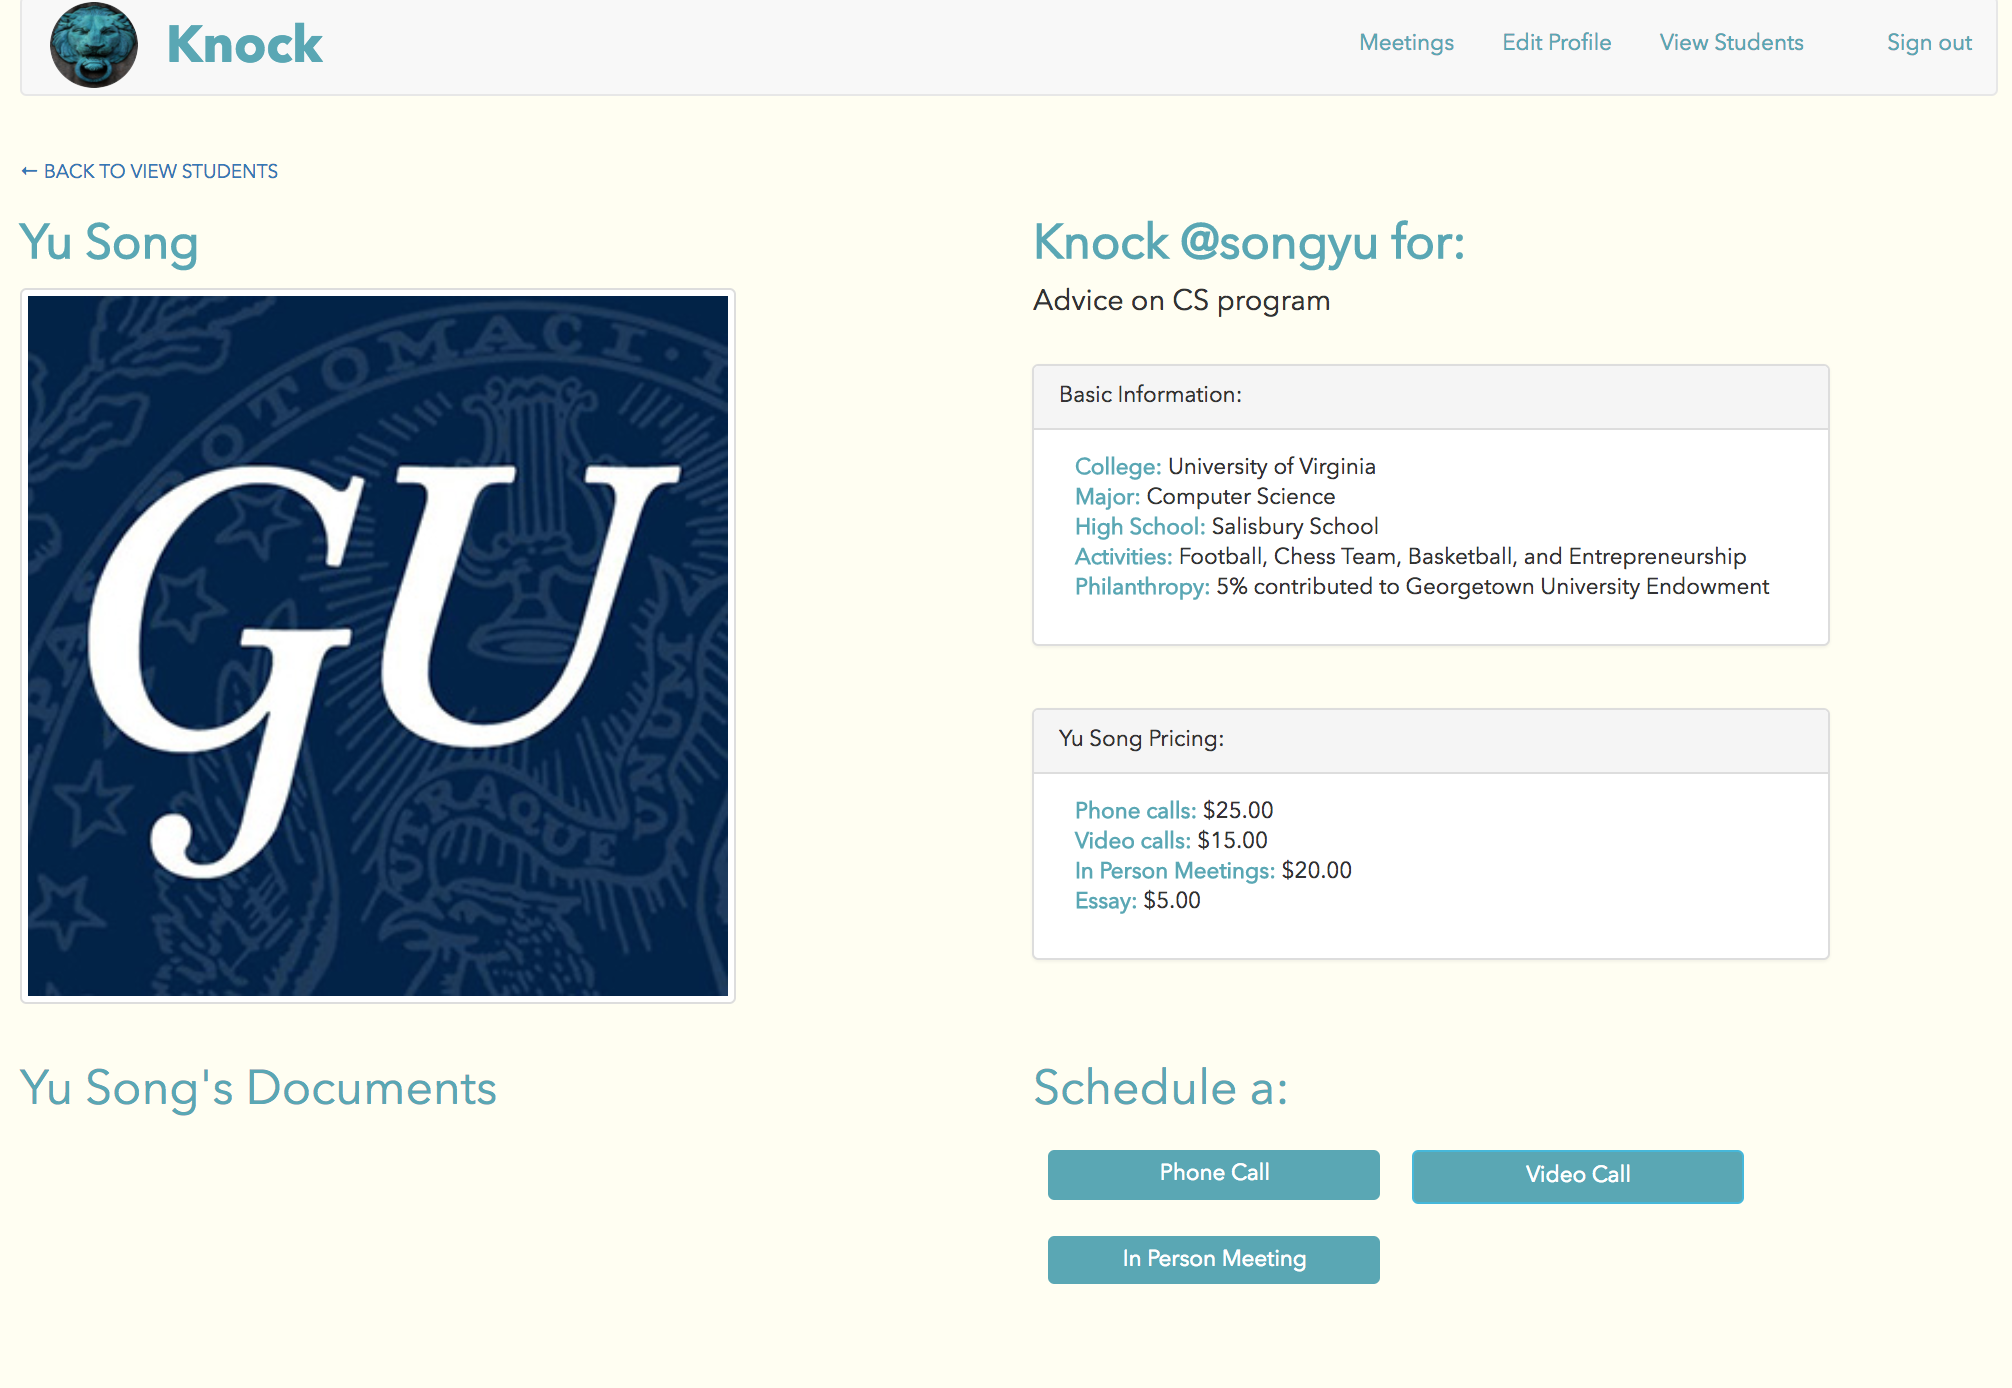 Knock
Meetings Edit Profile View Students Sign out
← BACK TO VIEW STUDENTS
Yu Song
POTOMACI
GU
UTRAQUE UNUM
Knock @songyu for:
Advice on CS program
Basic Information:
College: University of Virginia
Major: Computer Science
High School: Salisbury School
Activities: Football, Chess Team, Basketball, and Entrepreneurship
Philanthropy: 5% contributed to Georgetown University Endowment
Yu Song Pricing:
Phone calls: $25.00
Video calls: $15.00
In Person Meetings: $20.00
Essay: $5.00
Yu Song's Documents
Schedule a:
Phone Call
Video Call
In Person Meeting